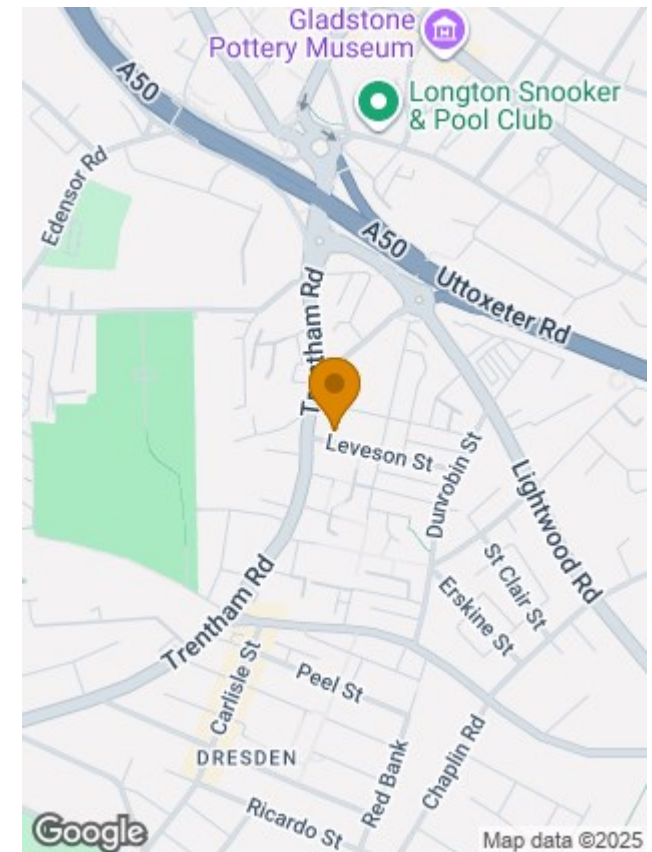 Gladstone
Pottery Museum
A50
Longton Snooker
& Pool Club
Edensor Rd
A50
Uttoxeter Rd
Trentham Rd
Leveson St
Dunrobin St
Lightwood Rd
St Clair St
Erskine St
Trentham Rd
Carlisle St
Peel St
DRESDEN
Red Bank
Chaplin Rd
Ricardo St
Google
Map data ©2025